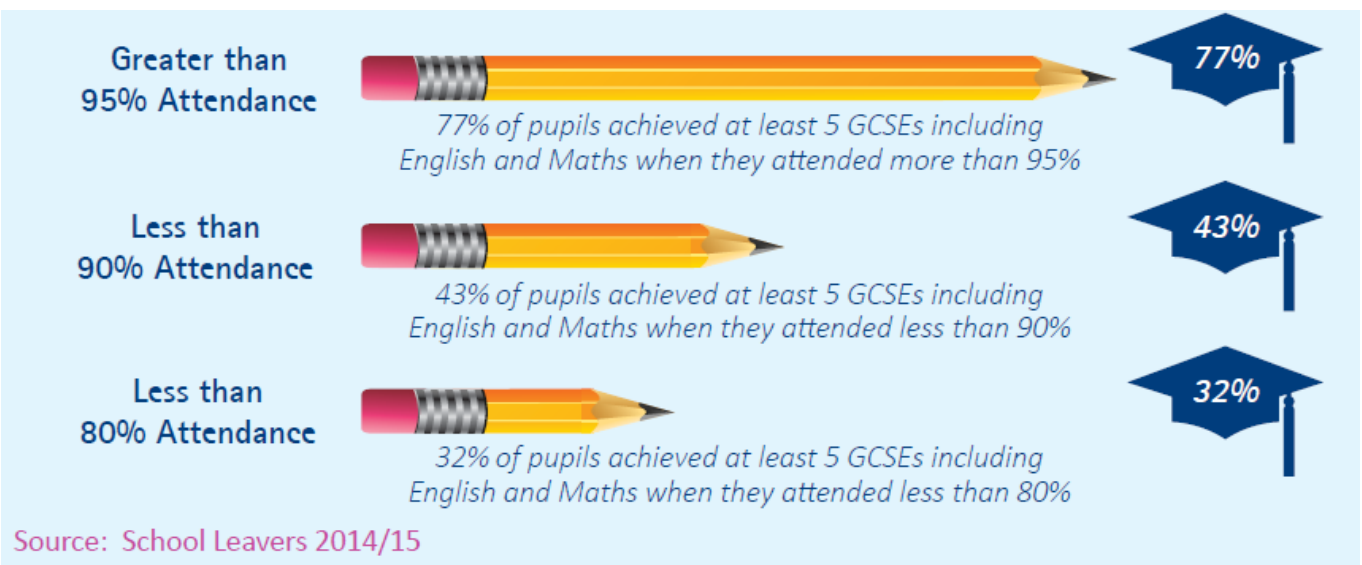 Greater than
95% Attendance
77%
77% of pupils achieved at least 5 GCSEs including
English and Maths when they attended more than 95%
Less than
90% Attendance
43%
43% of pupils achieved at least 5 GCSEs including
English and Maths when they attended less than 90%
Less than
80% Attendance
32%
32% of pupils achieved at least 5 GCSEs including
English and Maths when they attended less than 80%
Source: School Leavers 2014/15